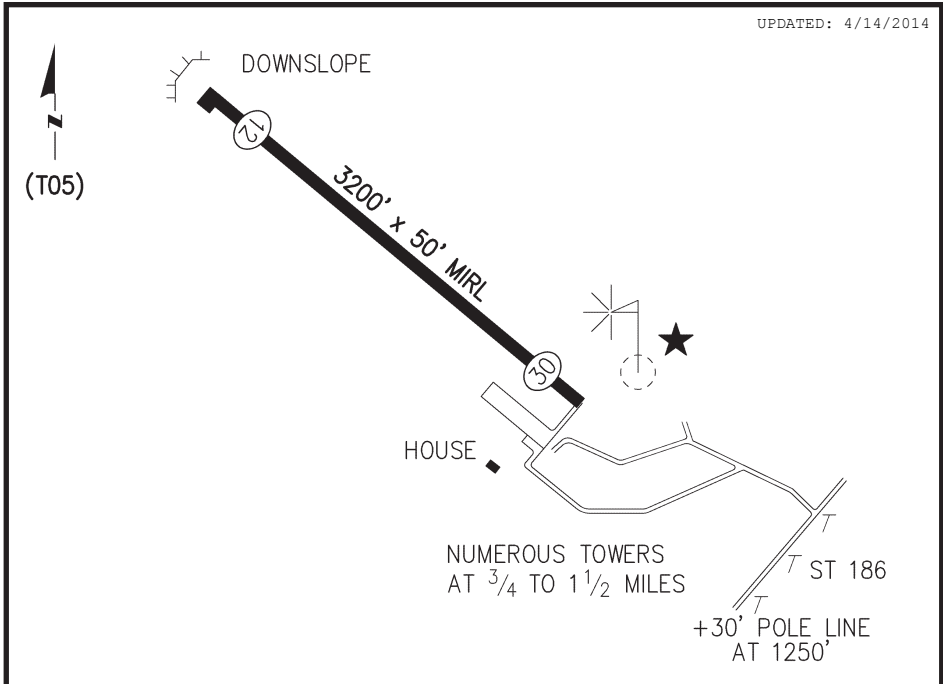 UPDATED: 4/14/2014
DOWNSLOPE
N
(T05)
12
3200' x 50' MIRL
30
HOUSE
NUMEROUS TOWERS
AT 3/4 TO 1 1/2 MILES
ST 186
+30' POLE LINE
AT 1250'